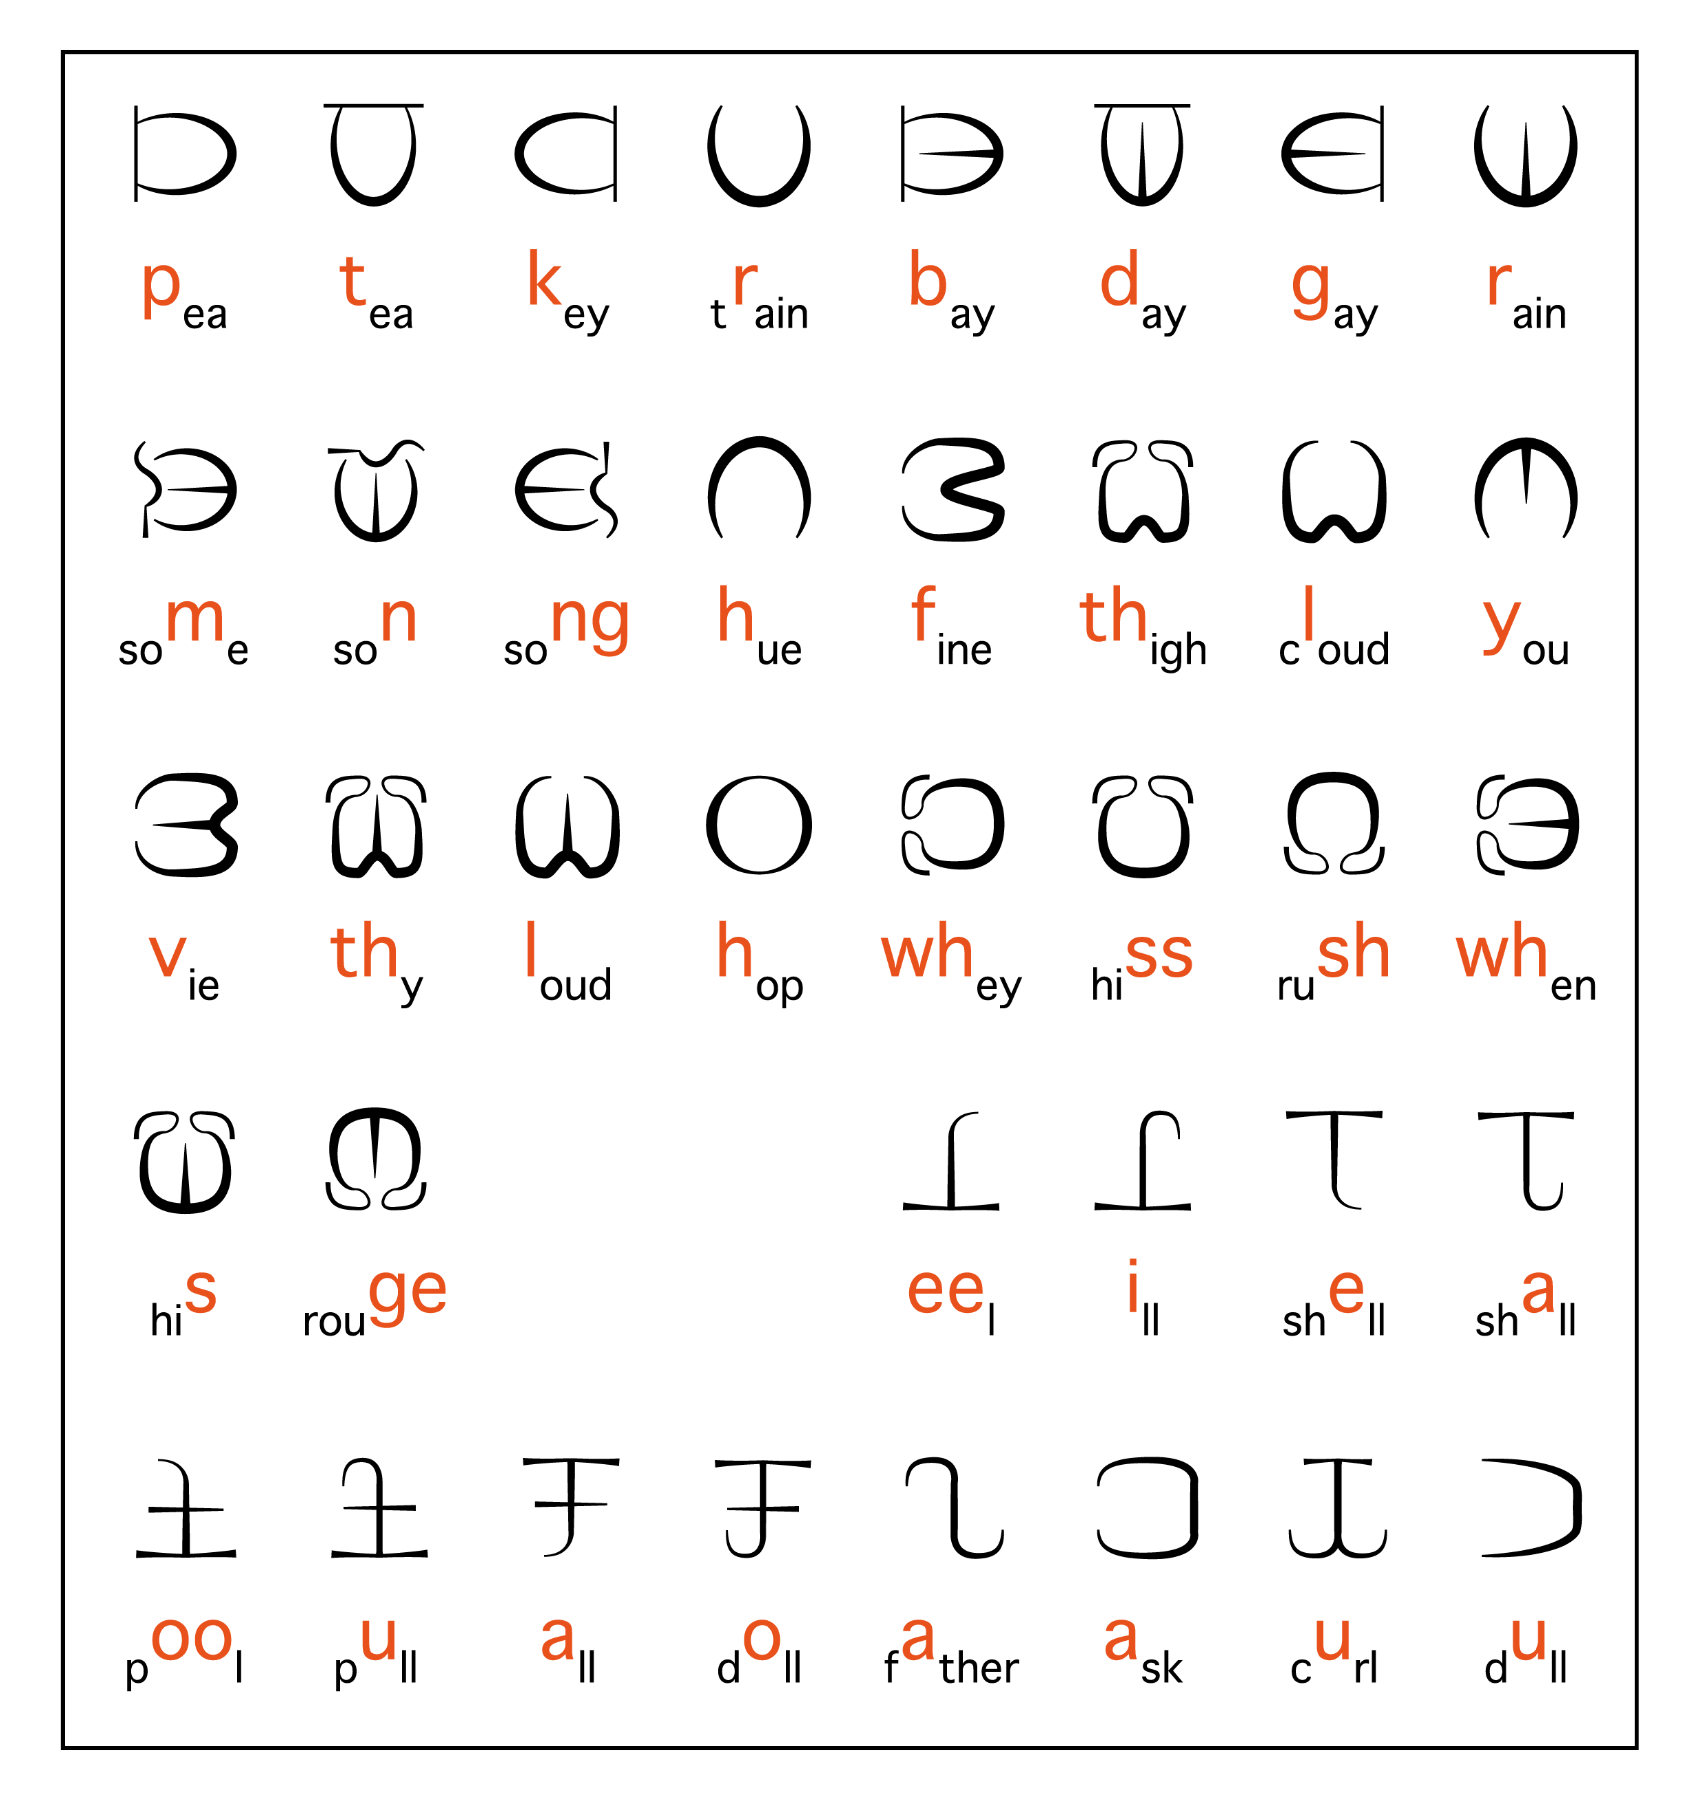 pea tea key train bay day gay rain
some son song hue fine thigh cloud you
vie thy loud hop whey hiss rush when
his rouge eel ill shell shall
pool pull all doll father ask curl dull